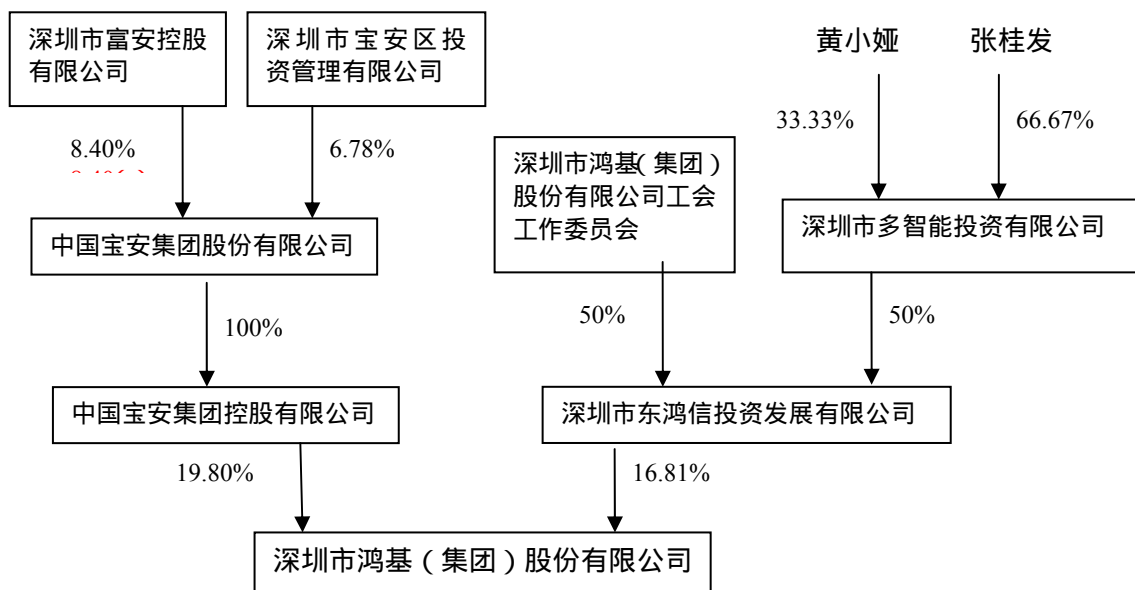 深圳市富安控股
有限公司
深圳市宝安区投
资管理有限公司
黄小娅
张桂发
8.40%
6.78%
33.33%
66.67%
深圳市鸿基（集团）
股份有限公司工会
工作委员会
中国宝安集团股份有限公司
深圳市多智能投资有限公司
100%
50%
50%
中国宝安集团控股有限公司
深圳市东鸿信投资发展有限公司
19.80%
16.81%
深圳市鸿基（集团）股份有限公司